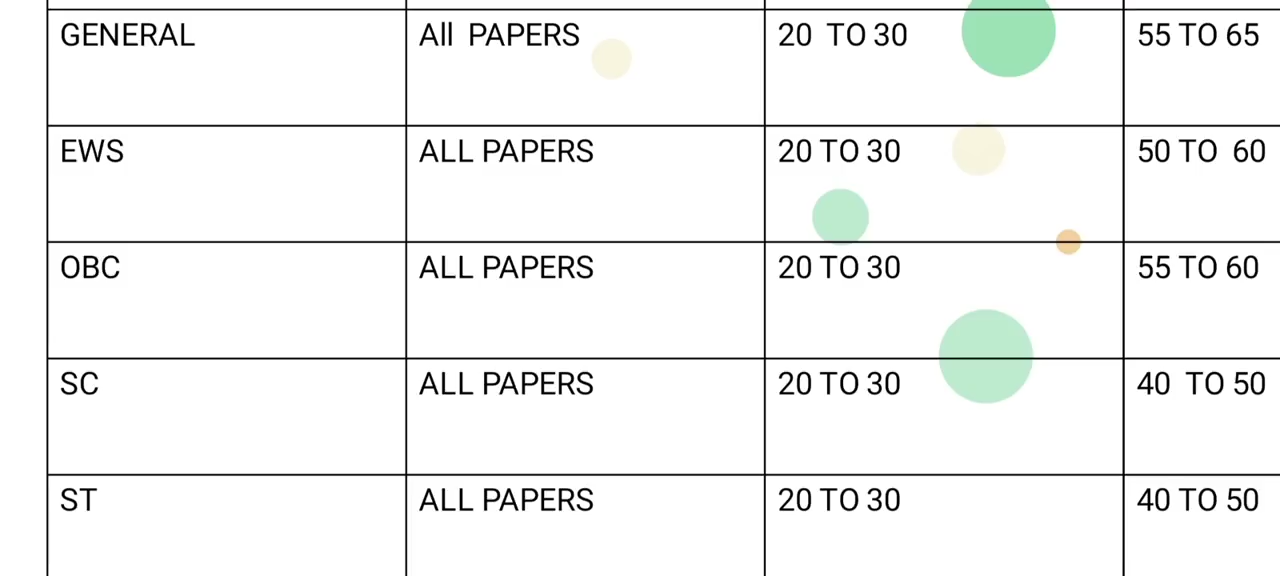 GENERAL All PAPERS 20 TO 30 55 TO 65
EWS ALL PAPERS 20 TO 30 50 TO 60
OBC ALL PAPERS 20 TO 30 55 TO 60
SC ALL PAPERS 20 TO 30 40 TO 50
ST ALL PAPERS 20 TO 30 40 TO 50